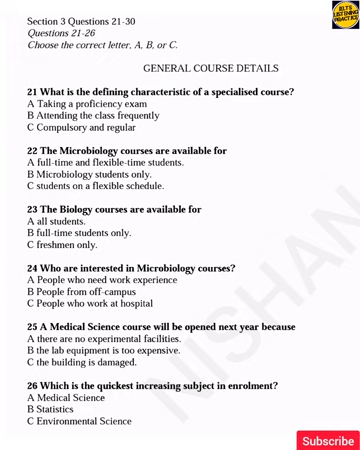 Section 3 Questions 21-30
IELTS
LISTENING
PRACTICE
Questions 21-26
Choose the correct letter, A, B, or C.
GENERAL COURSE DETAILS
21 What is the defining characteristic of a specialised course?
A Taking a proficiency exam
B Attending the class frequently
C Compulsory and regular
22 The Microbiology courses are available for
A full-time and flexible-time students.
B Microbiology students only.
C students on a flexible schedule.
23 The Biology courses are available for
A all students.
B full-time students only.
C freshmen only.
24 Who are interested in Microbiology courses?
A People who need work experience
B People from off-campus
C People who work at hospital
25 A Medical Science course will be opened next year because
A there are no experimental facilities.
B the lab equipment is too expensive.
C the building is damaged.
26 Which is the quickest increasing subject in enrolment?
A Medical Science
B Statistics
C Environmental Science
NISHAN
Subscribe